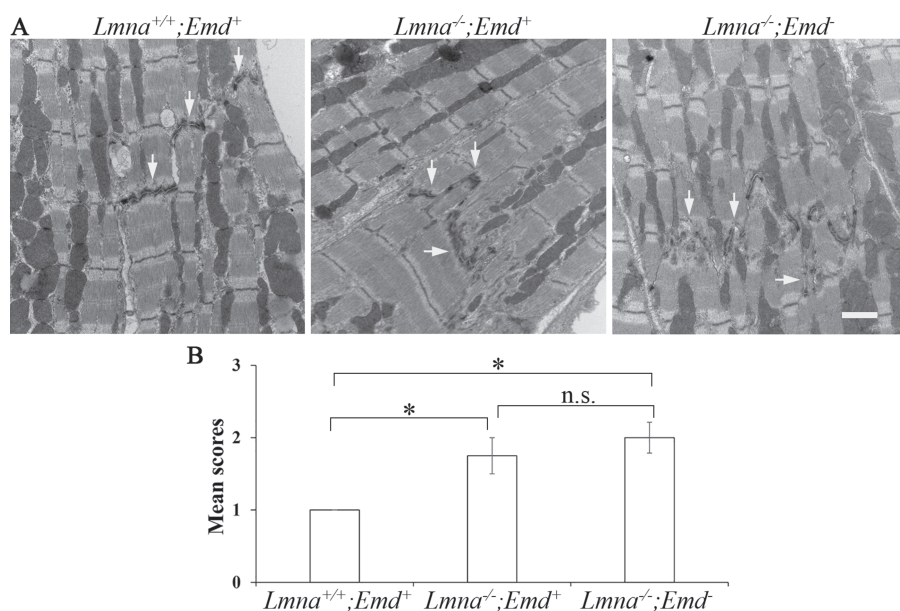 A
Lmna+/+;Emd+ Lmna-/-;Emd+ Lmna-/-;Emd-
B
3
2
1
0
Mean scores
*
*
n.s.
Lmna+/+;Emd+ Lmna-/-;Emd+ Lmna-/-;Emd-